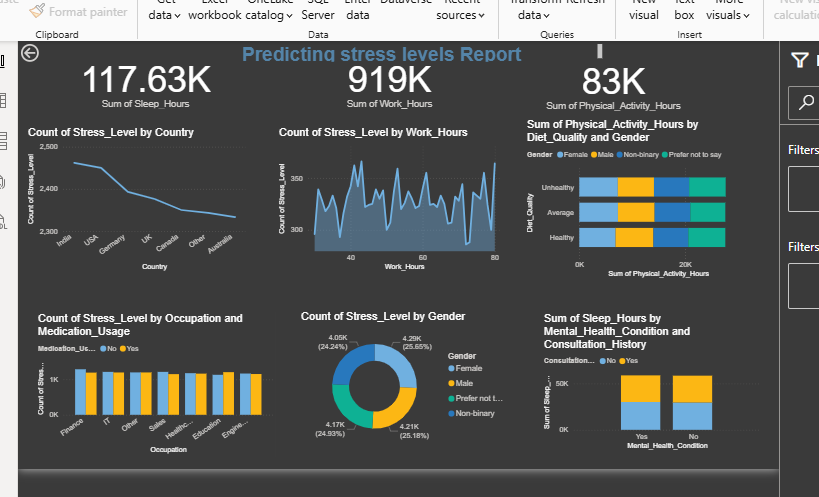 Format painter
Get
data
Excel
workbook
OneLake
catalog
SQL
Server
Enter
data
Dataverse
Recent
sources
Transform
data
Refresh
New
visual
Text
box
More
visuals
New
calculati
Clipboard
Data
Queries
Insert
Predicting stress levels Report
117.63K
Sum of Sleep_Hours
919K
Sum of Work_Hours
83K
Sum of Physical_Activity_Hours
Filters
Filters
Count of Stress_Level by Country
2,500
2,400
2,300
Count of Stress_Level
India
USA
Germany
UK
Canada
Other
Australia
Country
Count of Stress_Level by Work_Hours
350
300
Count of Stress_Level
40
60
80
Work_Hours
Sum of Physical_Activity_Hours by
Diet_Quality and Gender
Gender Female Male Non-binary Prefer not to say
Diet_Quality
Unhealthy
Average
Healthy
0K
20K
Sum of Physical_Activity_Hours
Count of Stress_Level by Occupation and
Medication_Usage
Medication_Us... No Yes
Count of Stres...
1K
0K
Finance
IT
Other
Sales
Healthc...
Education
Engine...
Occupation
Count of Stress_Level by Gender
4.05K
(24.24%)
4.29K
(25.65%)
4.17K
(24.93%)
4.21K
(25.18%)
Gender
Female
Male
Prefer not t...
Non-binary
Sum of Sleep_Hours by
Mental_Health_Condition and
Consultation_History
Consultation... No Yes
Sum of Sleep_...
50K
0K
Yes
No
Mental_Health_Condition